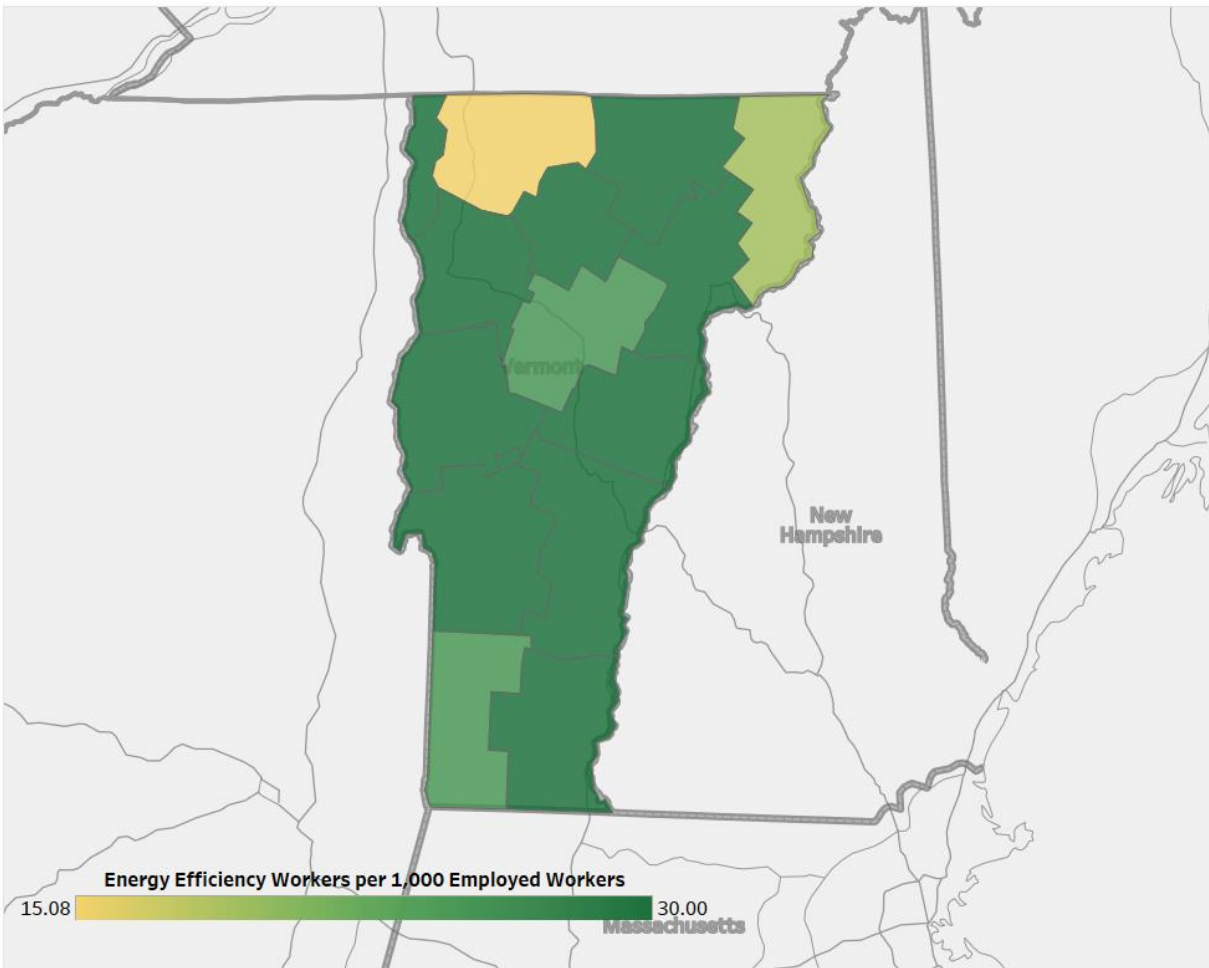 Vermont
New
Hampshire
Energy Efficiency Workers per 1,000 Employed Workers
15.08
30.00
Massachusetts